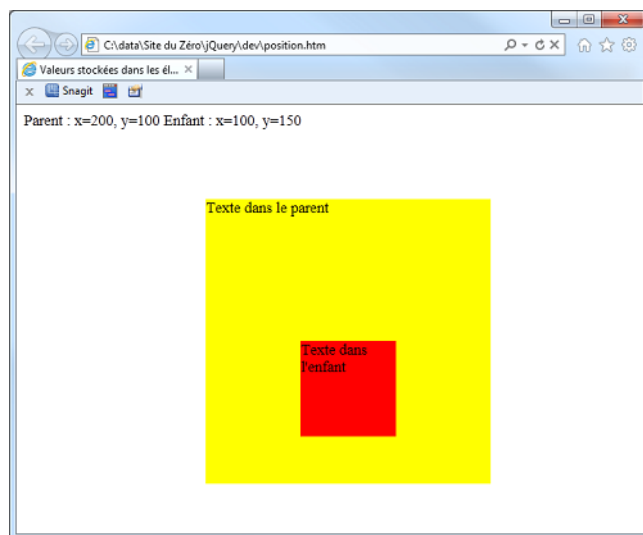 C:\data\Site du Zéro\jQuery\dev\position.htm
Valeurs stockées dans les él...
x Snagit
Parent : x=200, y=100 Enfant : x=100, y=150
Texte dans le parent
Texte dans
l'enfant